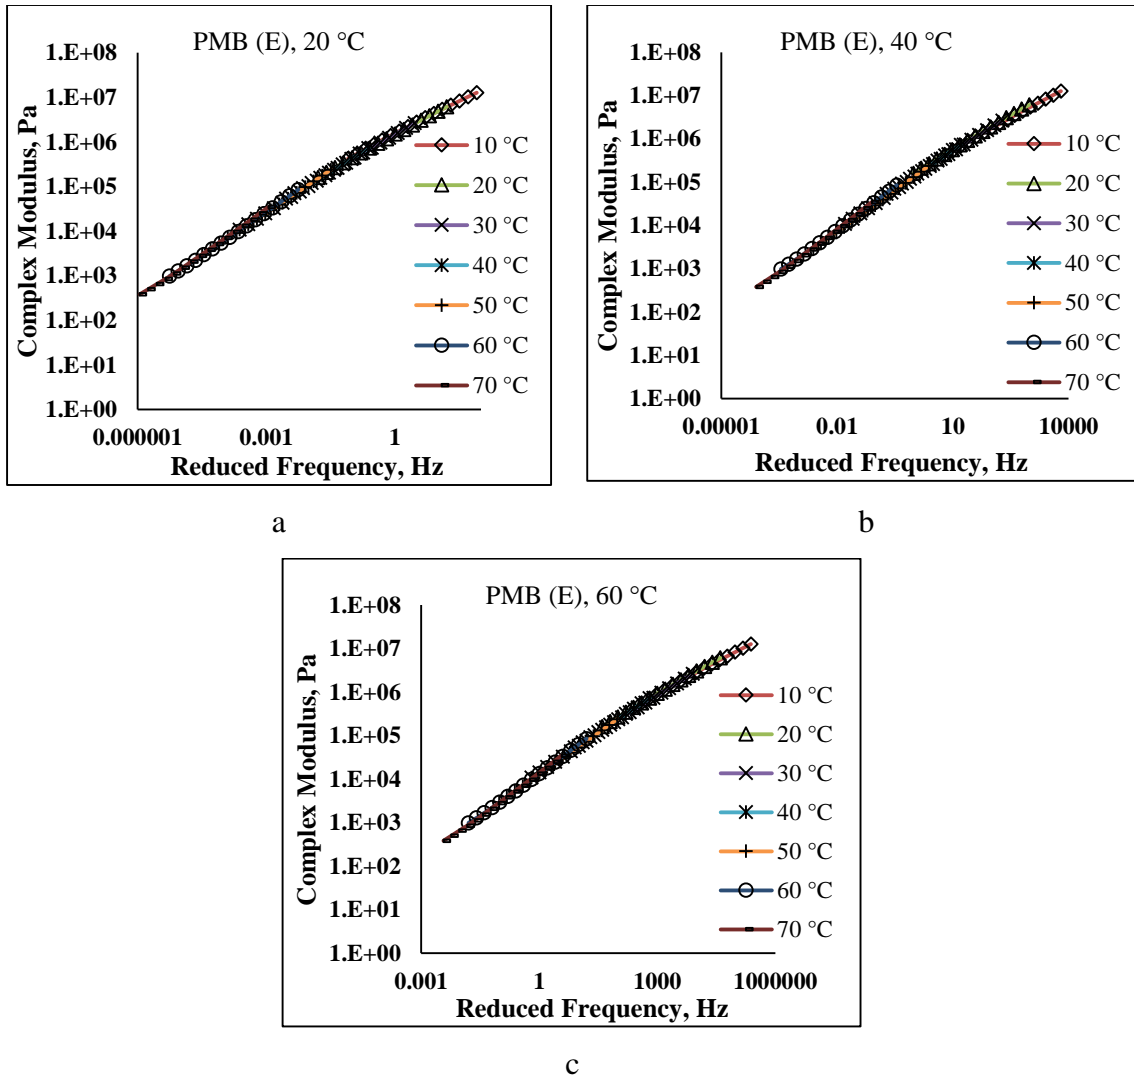 PMB (E), 20 °C
Complex Modulus, Pa
1.E+08
1.E+07
1.E+06
1.E+05
1.E+04
1.E+03
1.E+02
1.E+01
1.E+00
0.000001 0.001 1
Reduced Frequency, Hz
10 °C
20 °C
30 °C
40 °C
50 °C
60 °C
70 °C
a
PMB (E), 40 °C
Complex Modulus, Pa
1.E+08
1.E+07
1.E+06
1.E+05
1.E+04
1.E+03
1.E+02
1.E+01
1.E+00
0.00001 0.01 10 10000
Reduced Frequency, Hz
10 °C
20 °C
30 °C
40 °C
50 °C
60 °C
70 °C
b
PMB (E), 60 °C
Complex Modulus, Pa
1.E+08
1.E+07
1.E+06
1.E+05
1.E+04
1.E+03
1.E+02
1.E+01
1.E+00
0.001 1 1000 1000000
Reduced Frequency, Hz
10 °C
20 °C
30 °C
40 °C
50 °C
60 °C
70 °C
c